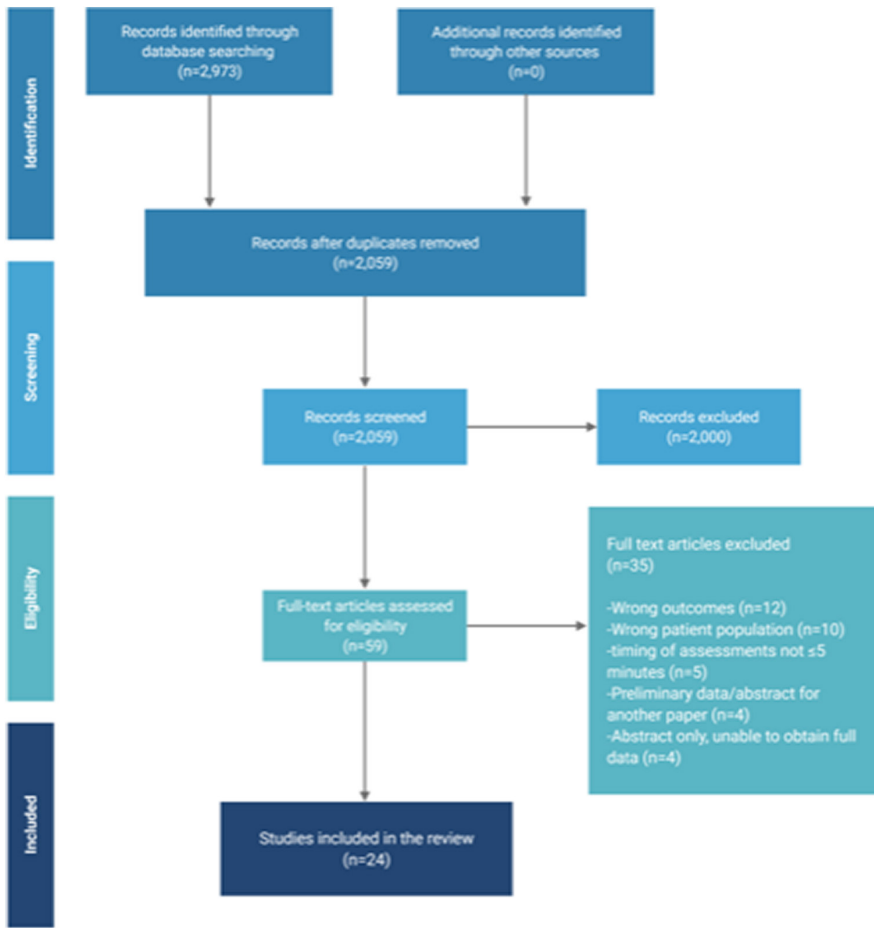 Identification
Records identified through
database searching
(n=2,973)
Additional records identified
through other sources
(n=0)
Records after duplicates removed
(n=2,059)
Screening
Records screened
(n=2,059)
Records excluded
(n=2,000)
Eligibility
Full-text articles assessed
for eligibility
(n=59)
Full text articles excluded
(n=35)
-Wrong outcomes (n=12)
-Wrong patient population (n=10)
-timing of assessments not ≤5
minutes (n=5)
-Preliminary data/abstract for
another paper (n=4)
-Abstract only, unable to obtain full
data (n=4)
Included
Studies included in the review
(n=24)